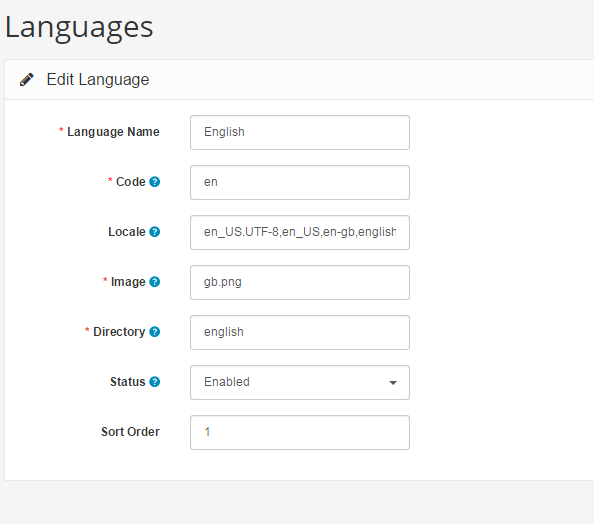 Languages
Edit Language
* Language Name English
* Code ? en
Locale ? en_US.UTF-8,en_US,en-gb,english
* Image ? gb.png
* Directory ? english
Status ? Enabled
Sort Order 1